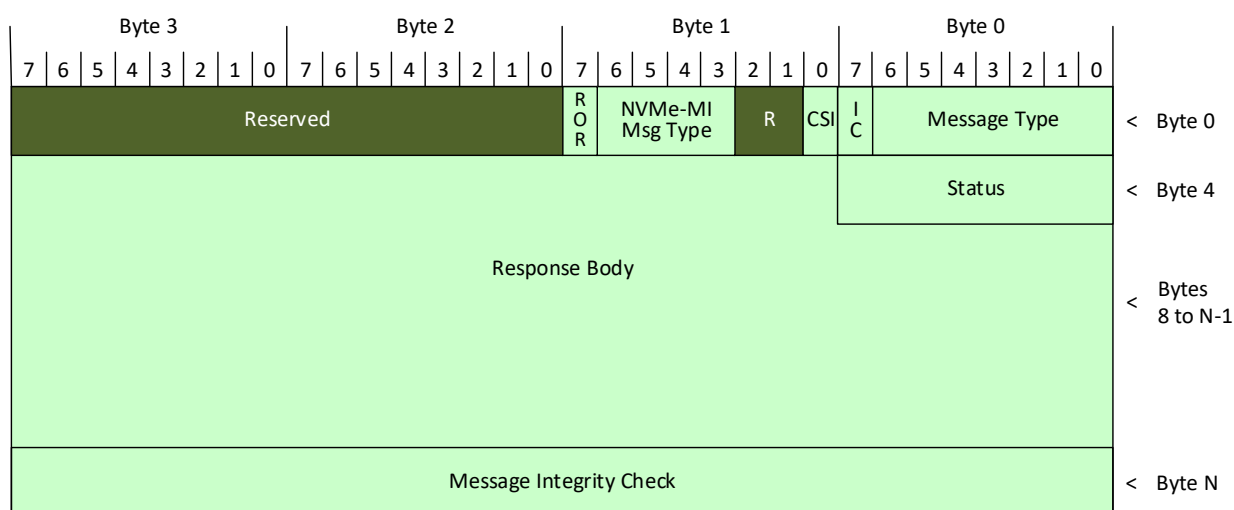 Byte 3 Byte 2 Byte 1 Byte 0
7 6 5 4 3 2 1 0 7 6 5 4 3 2 1 0 7 6 5 4 3 2 1 0 7 6 5 4 3 2 1 0
Reserved
R
O
R
NVMe-MI
Msg Type
R
CSI
I
C
Message Type
< Byte 0
Status
< Byte 4
Response Body
< Bytes
8 to N-1
Message Integrity Check
< Byte N